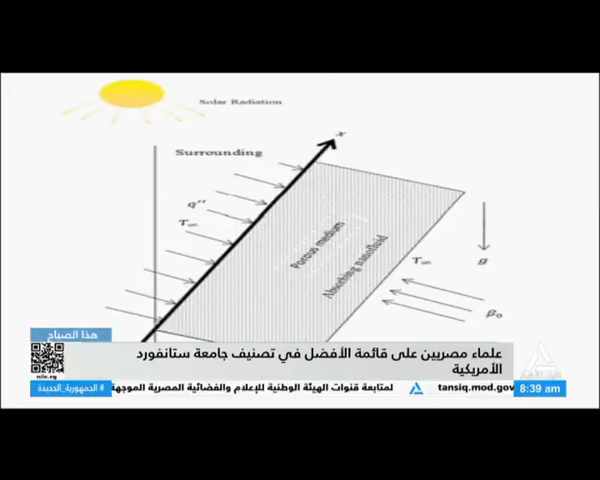 Solar Radiation
x
Surrounding
q''
T∞
Porous medium
Absorbing nanofluid
T∞
g
β₀
هذا الصباح
علماء مصريين على قائمة الأفضل في تصنيف جامعة ستانفورد
الأمريكية
# الجمهورية_الجديدة
لمتابعة قنوات الهيئة الوطنية للإعلام والفضائية المصرية الموجهة
tansiq.mod.gov
8:39 am